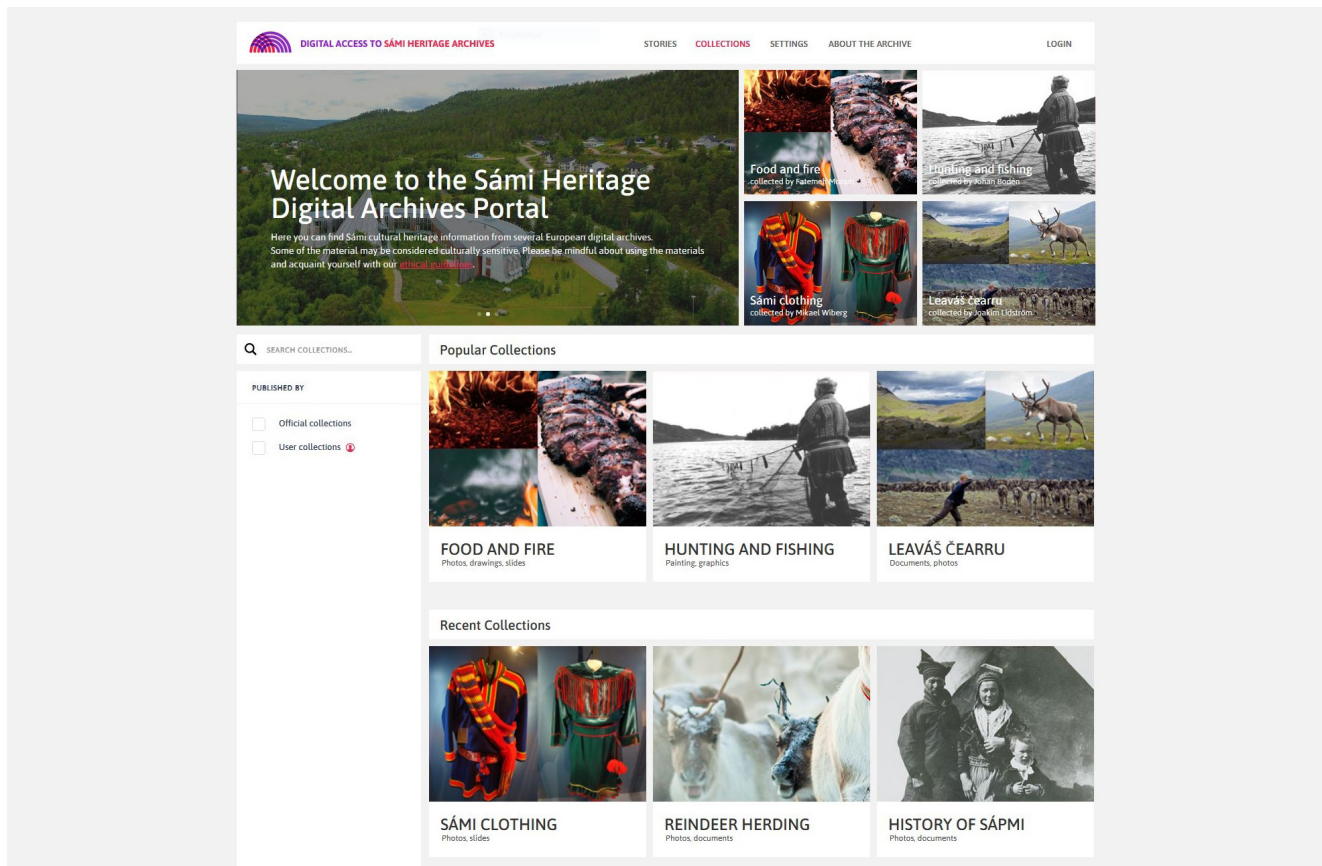 DIGITAL ACCESS TO SÁMI HERITAGE ARCHIVES
STORIES COLLECTIONS SETTINGS ABOUT THE ARCHIVE LOGIN
Welcome to the Sámi Heritage
Digital Archives Portal
Here you can find Sámi cultural heritage information from several European digital archives.
Some of the material may be considered culturally sensitive. Please be mindful about using the materials
and acquaint yourself with our ethical guidelines.
Food and fire
collected by Fatemeh
Hunting and fishing
collected by Johan Bodén
Sámi clothing
collected by Mikael Wiberg
Leaváš čearru
collected by Joakim Lidström
SEARCH COLLECTIONS...
PUBLISHED BY
Official collections
User collections
Popular Collections
FOOD AND FIRE
Photos, drawings, slides
HUNTING AND FISHING
Painting, graphics
LEAVÁŠ ČEARRU
Documents, photos
Recent Collections
SÁMI CLOTHING
Photos, slides
REINDEER HERDING
Photos, documents
HISTORY OF SÁPMI
Photos, documents